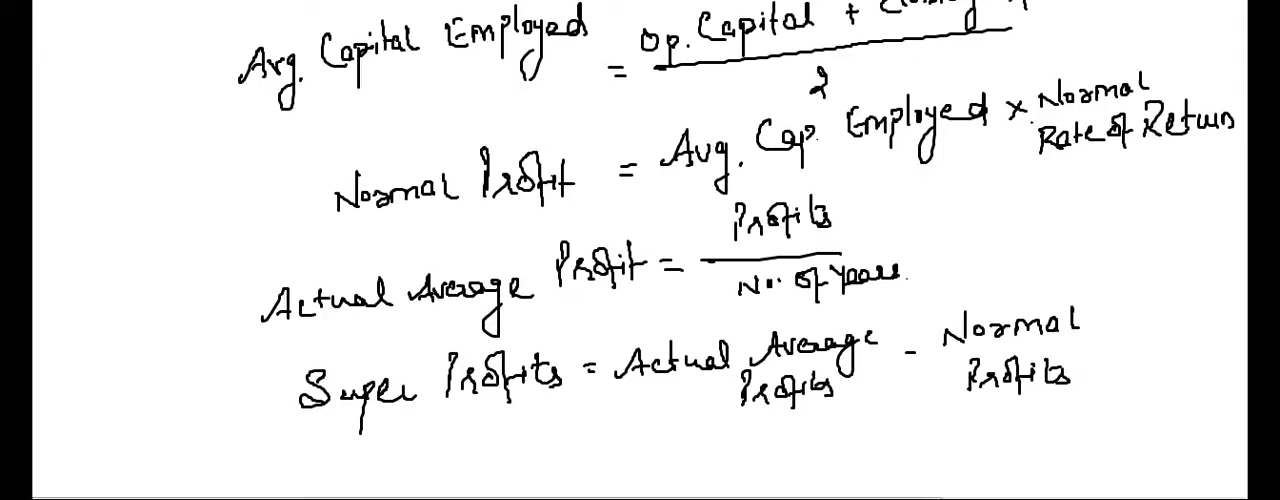 Avg. Capital Employed = Op. Capital + Closing
2
Normal Profit = Avg. Cap. Employed × Normal Rate of Return
Actual Average Profit = Profits
No. of Years.
Super Profits = Actual Average Profits - Normal Profits